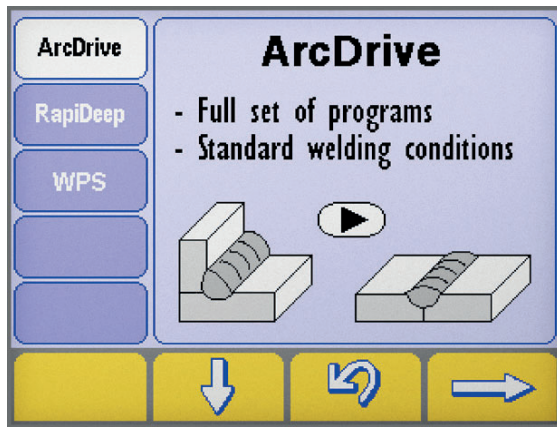 ArcDrive
RapiDeep
WPS
ArcDrive
- Full set of programs
- Standard welding conditions